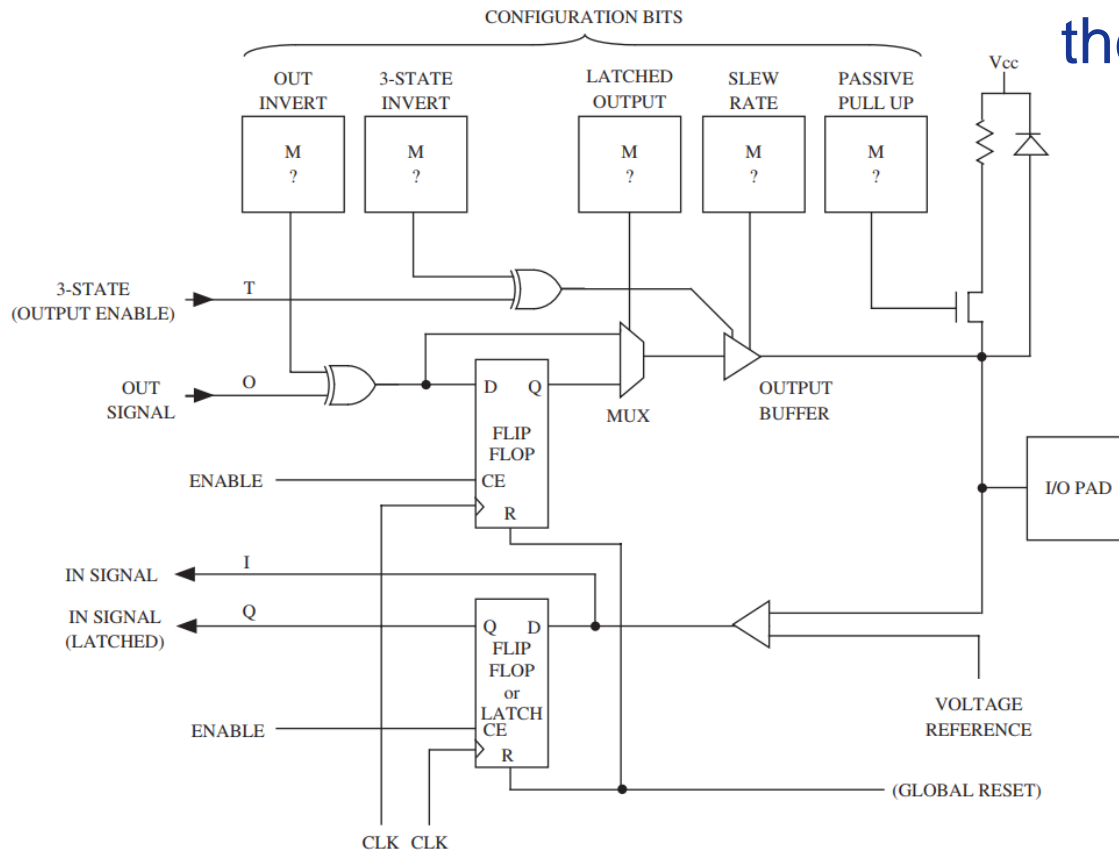 CONFIGURATION BITS
the
Vcc
OUT
INVERT
3-STATE
INVERT
LATCHED
OUTPUT
SLEW
RATE
PASSIVE
PULL UP
M
?
M
?
M
?
M
?
M
?
3-STATE
(OUTPUT ENABLE)
T
OUT
SIGNAL
O
D Q
FLIP
FLOP
CE
R
MUX
OUTPUT
BUFFER
ENABLE
I/O PAD
IN SIGNAL
I
IN SIGNAL
(LATCHED)
Q
Q D
FLIP
FLOP
or
LATCH
CE
R
ENABLE
VOLTAGE
REFERENCE
(GLOBAL RESET)
CLK CLK